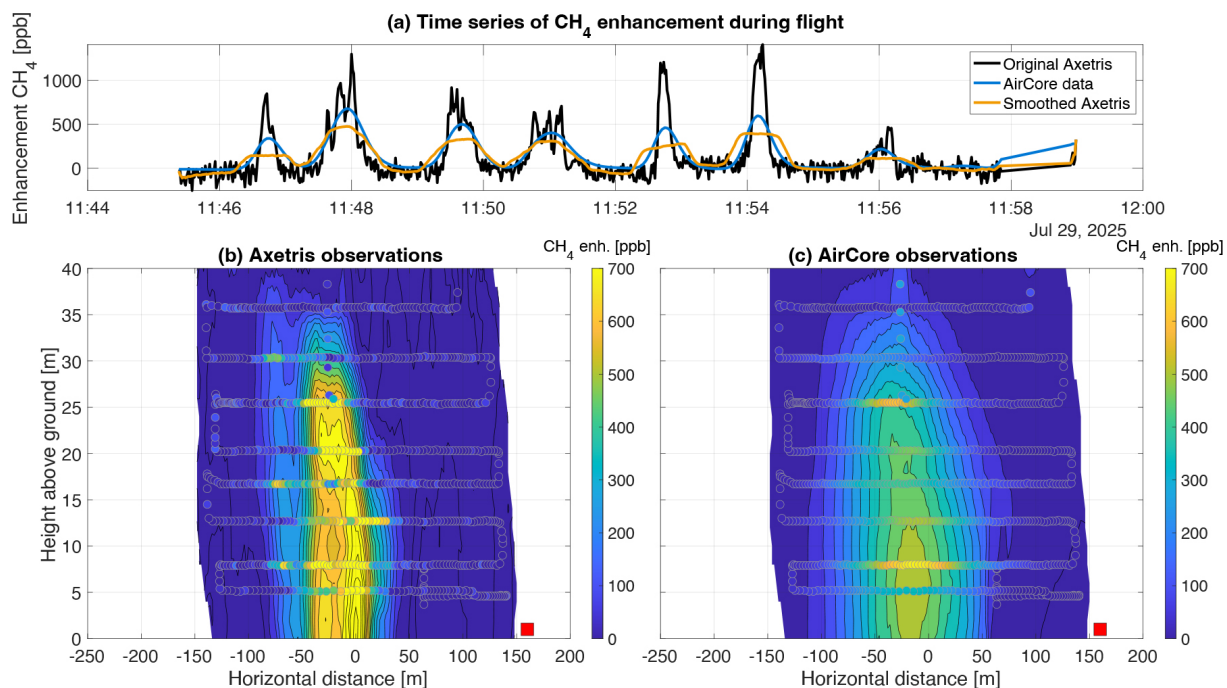 (a) Time series of CH4 enhancement during flight
Enhancement CH4 [ppb]
1000
500
0
Original Axetris
AirCore data
Smoothed Axetris
11:44 11:46 11:48 11:50 11:52 11:54 11:56 11:58 12:00
Jul 29, 2025
(b) Axetris observations
CH4 enh. [ppb]
Height above ground [m]
40
35
30
25
20
15
10
5
0
700
600
500
400
300
200
100
0
-250 -200 -150 -100 -50 0 50 100 150 200
Horizontal distance [m]
(c) AirCore observations
CH4 enh. [ppb]
700
600
500
400
300
200
100
0
-250 -200 -150 -100 -50 0 50 100 150 200
Horizontal distance [m]